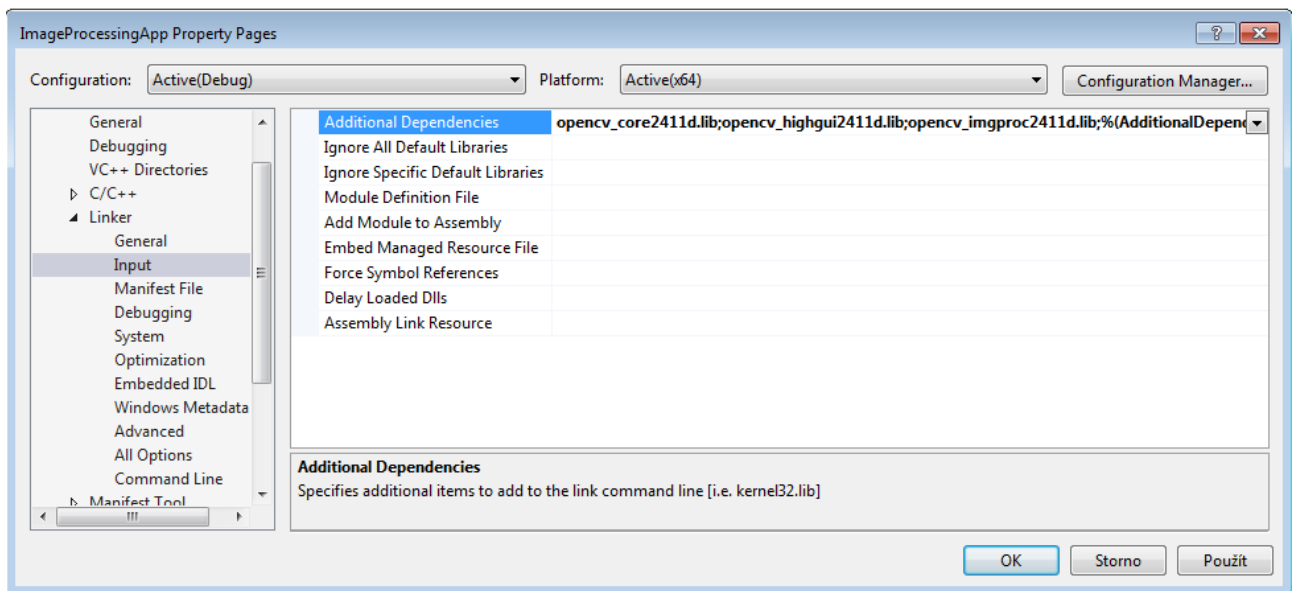 ImageProcessingApp Property Pages
Configuration: Active(Debug) Platform: Active(x64) Configuration Manager...
General
Debugging
VC++ Directories
C/C++
Linker
General
Input
Manifest File
Debugging
System
Optimization
Embedded IDL
Windows Metadata
Advanced
All Options
Command Line
Manifest Tool
Additional Dependencies opencv_core2411d.lib;opencv_highgui2411d.lib;opencv_imgproc2411d.lib;%(AdditionalDepend
Ignore All Default Libraries
Ignore Specific Default Libraries
Module Definition File
Add Module to Assembly
Embed Managed Resource File
Force Symbol References
Delay Loaded Dlls
Assembly Link Resource
Additional Dependencies
Specifies additional items to add to the link command line [i.e. kernel32.lib]
OK Storno Použít